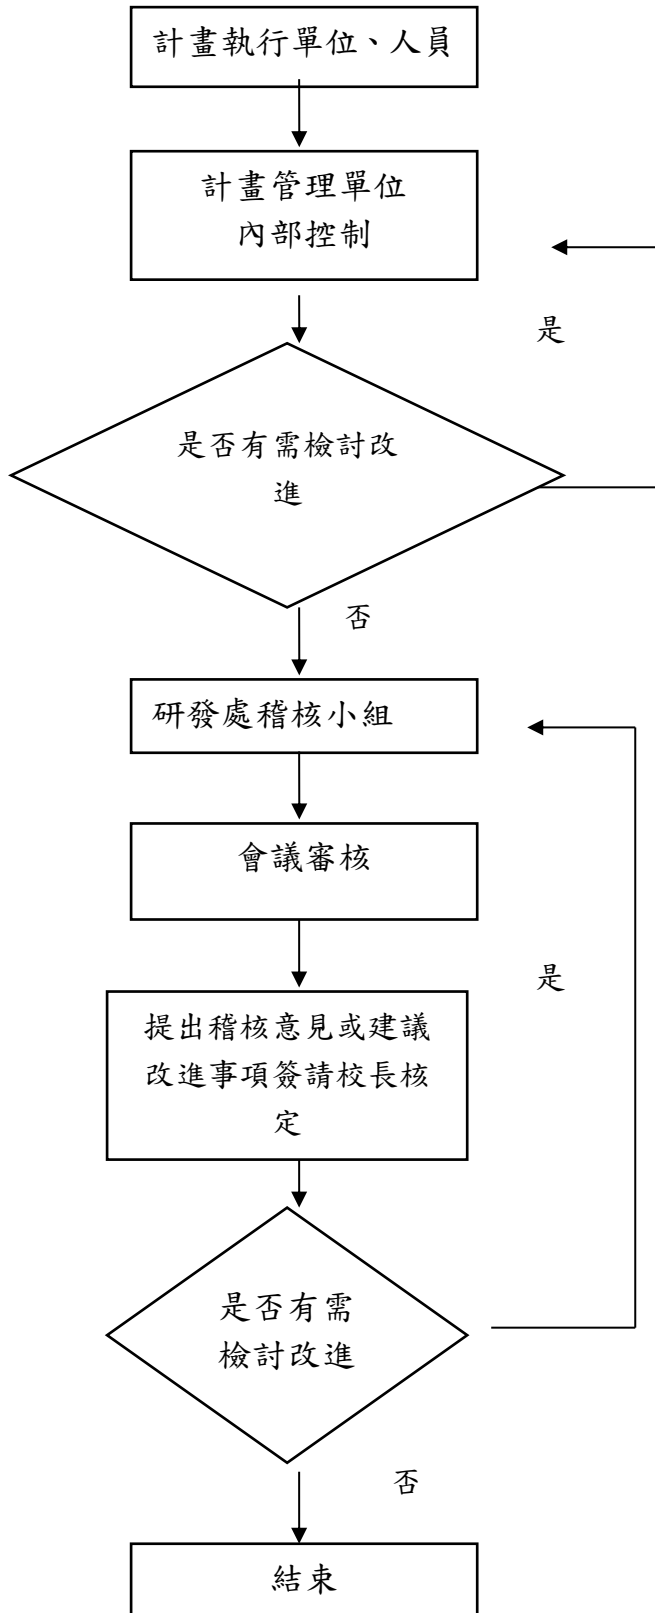 計畫執行單位、人員
計畫管理單位
內部控制
是
是否有需檢討改
進
否
研發處稽核小組
會議審核
是
提出稽核意見或建議
改進事項簽請校長核
定
是否有需
檢討改進
否
結束